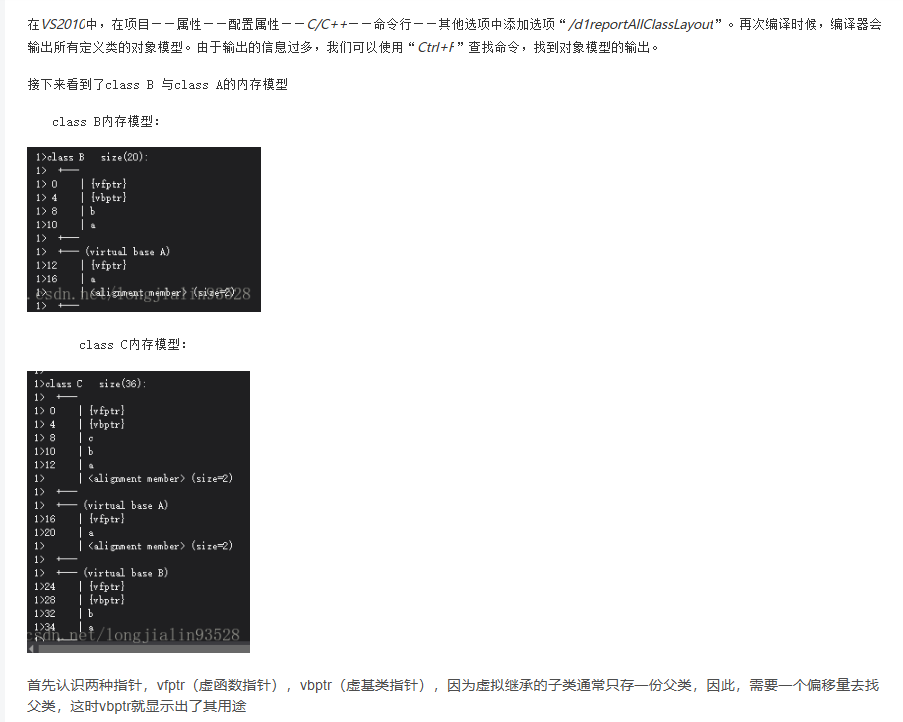 在VS2010中，在项目——属性——配置属性——C/C++——命令行——其他选项中添加选项“/d1reportAllClassLayout”。再次编译时候，编译器会
输出所有定义类的对象模型。由于输出的信息过多，我们可以使用“Ctrl+F”查找命令，找到对象模型的输出。
接下来看到了class B 与class A的内存模型
class B内存模型：
1>class B   size(20):
1>  +---
1> 0   | {vfptr}
1> 4   | {vbptr}
1> 8   | b
1>10   | a
1>  +---
1>  +--- (virtual base A)
1>12   | {vfptr}
1>16   | a
1>     | <alignment member> (size=2)
.csdn.net/longjialin93528
1>  +---
class C内存模型：
1>class C   size(36):
1>  +---
1> 0   | {vfptr}
1> 4   | {vbptr}
1> 8   | c
1>10   | b
1>12   | a
1>     | <alignment member> (size=2)
1>  +---
1>  +--- (virtual base A)
1>16   | {vfptr}
1>20   | a
1>     | <alignment member> (size=2)
1>  +---
1>  +--- (virtual base B)
1>24   | {vfptr}
1>28   | {vbptr}
1>32   | b
1>34   | a
csdn.net/longjialin93528
1>  +---
首先认识两种指针，vfptr（虚函数指针），vbptr（虚基类指针），因为虚拟继承的子类通常只存一份父类，因此，需要一个偏移量去找
父类，这时vbptr就显示出了其用途